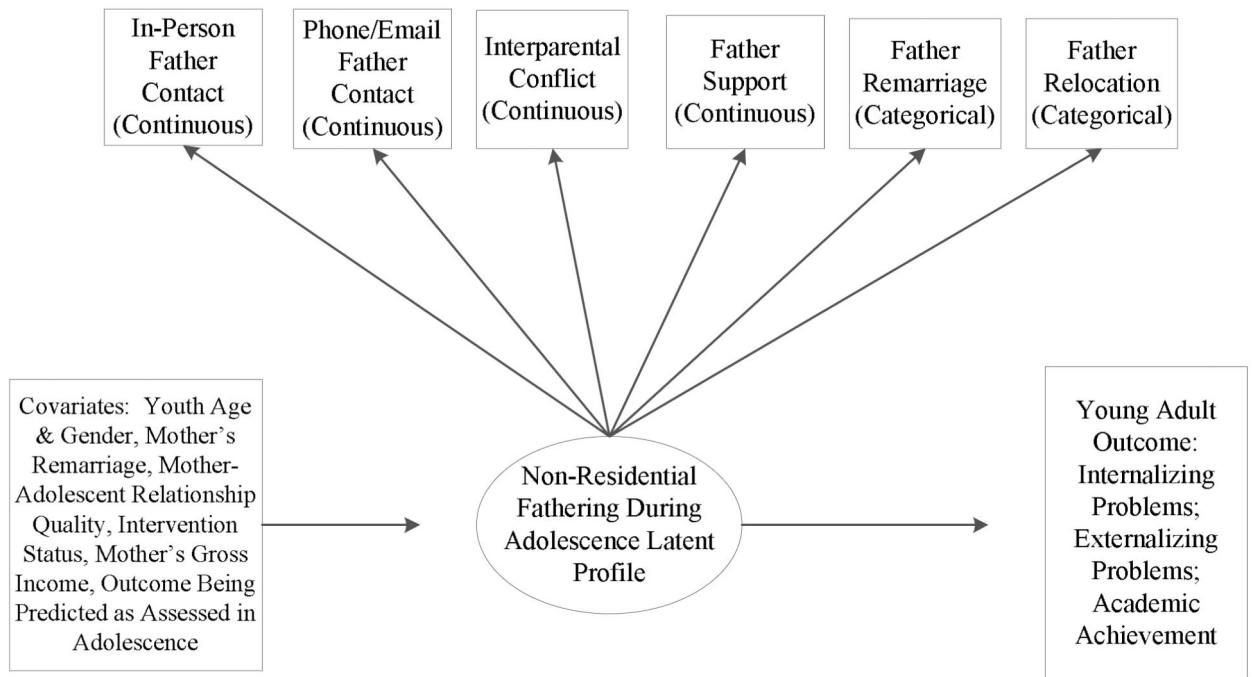 In-Person
Father
Contact
(Continuous)
Phone/Email
Father
Contact
(Continuous)
Interparental
Conflict
(Continuous)
Father
Support
(Continuous)
Father
Remarriage
(Categorical)
Father
Relocation
(Categorical)
Covariates: Youth Age
& Gender, Mother's
Remarriage, Mother-
Adolescent Relationship
Quality, Intervention
Status, Mother's Gross
Income, Outcome Being
Predicted as Assessed in
Adolescence
Non-Residential
Fathering During
Adolescence Latent
Profile
Young Adult
Outcome:
Internalizing
Problems;
Externalizing
Problems;
Academic
Achievement